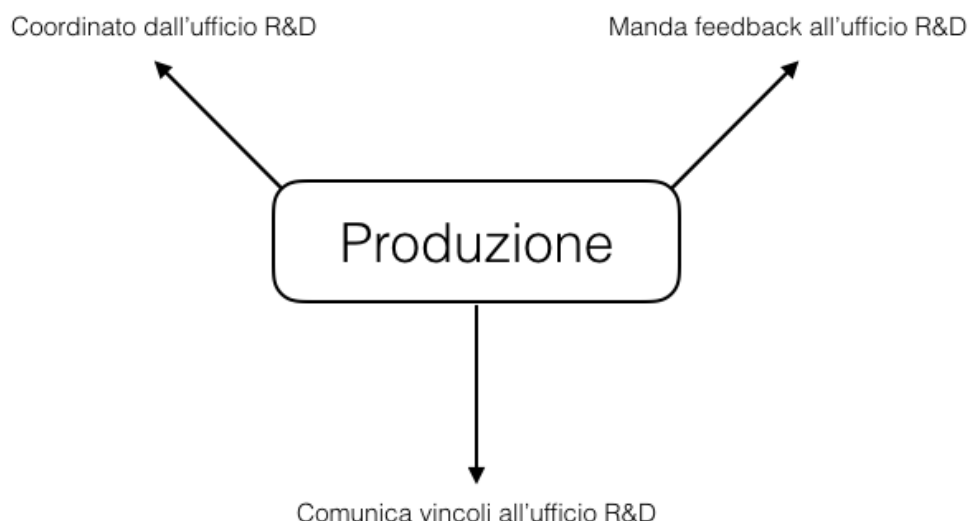 Coordinato dall'ufficio R&D
Manda feedback all'ufficio R&D
Produzione
Comunica vincoli all'ufficio R&D